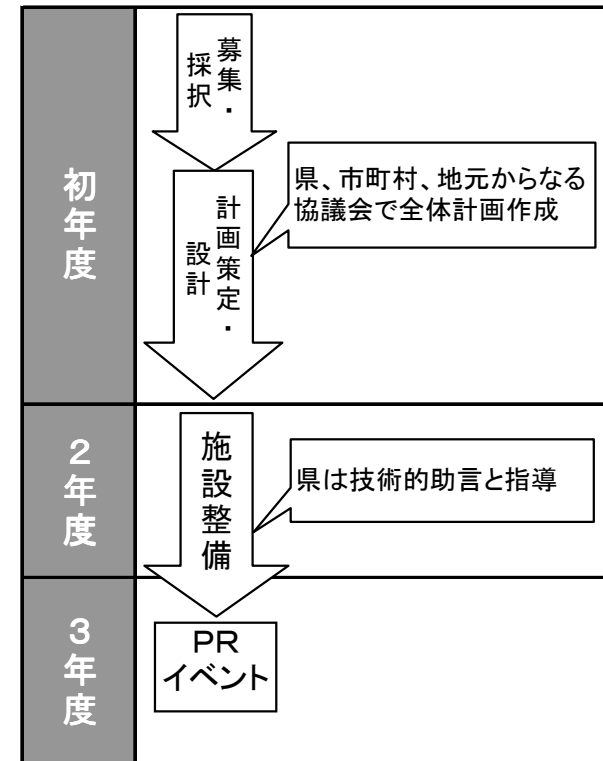 初年度
募集・
採択
計画策定・
設計
県、市町村、地元からなる
協議会で全体計画作成
２年度
施設整備
県は技術的助言と指導
３年度
ＰＲ
イベント